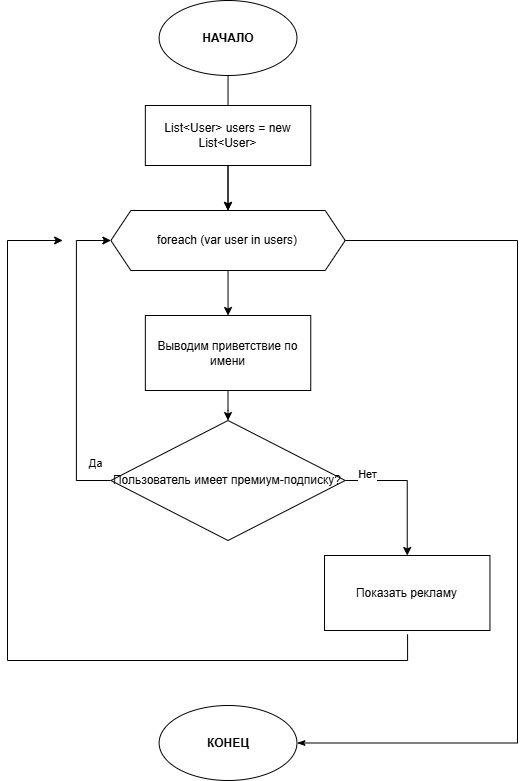 НАЧАЛО
List<User> users = new
List<User>
foreach (var user in users)
Выводим приветствие по
имени
Да
Пользователь имеет премиум-подписку?
Нет
Показать рекламу
КОНЕЦ